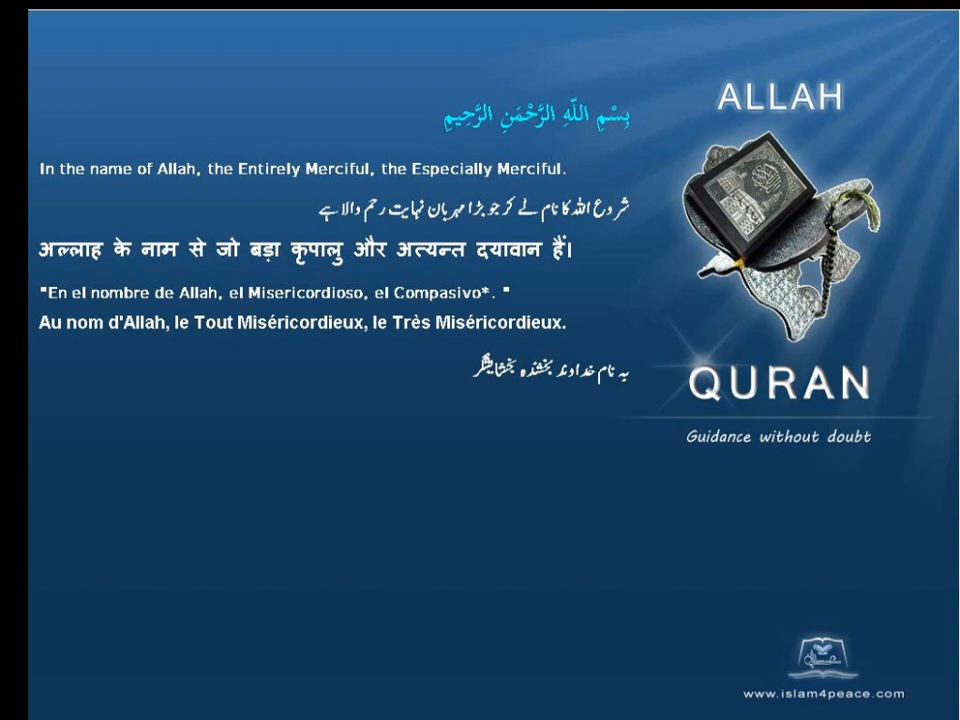 بِسْمِ اللّهِ الرَّحْمَنِ الرَّحِيمِ
In the name of Allah, the Entirely Merciful, the Especially Merciful.
شروع اللہ کا نام لے کر جو بڑا مہربان نہایت رحم والا ہے
अल्लाह के नाम से जो बड़ा कृपालु और अत्यन्त दयावान हैं।
"En el nombre de Allah, el Misericordioso, el Compasivo*. "
Au nom d'Allah, le Tout Miséricordieux, le Très Miséricordieux.
به نام خداوند بخشنده بخشایشگر
ALLAH
QURAN
Guidance without doubt
www.islam4peace.com